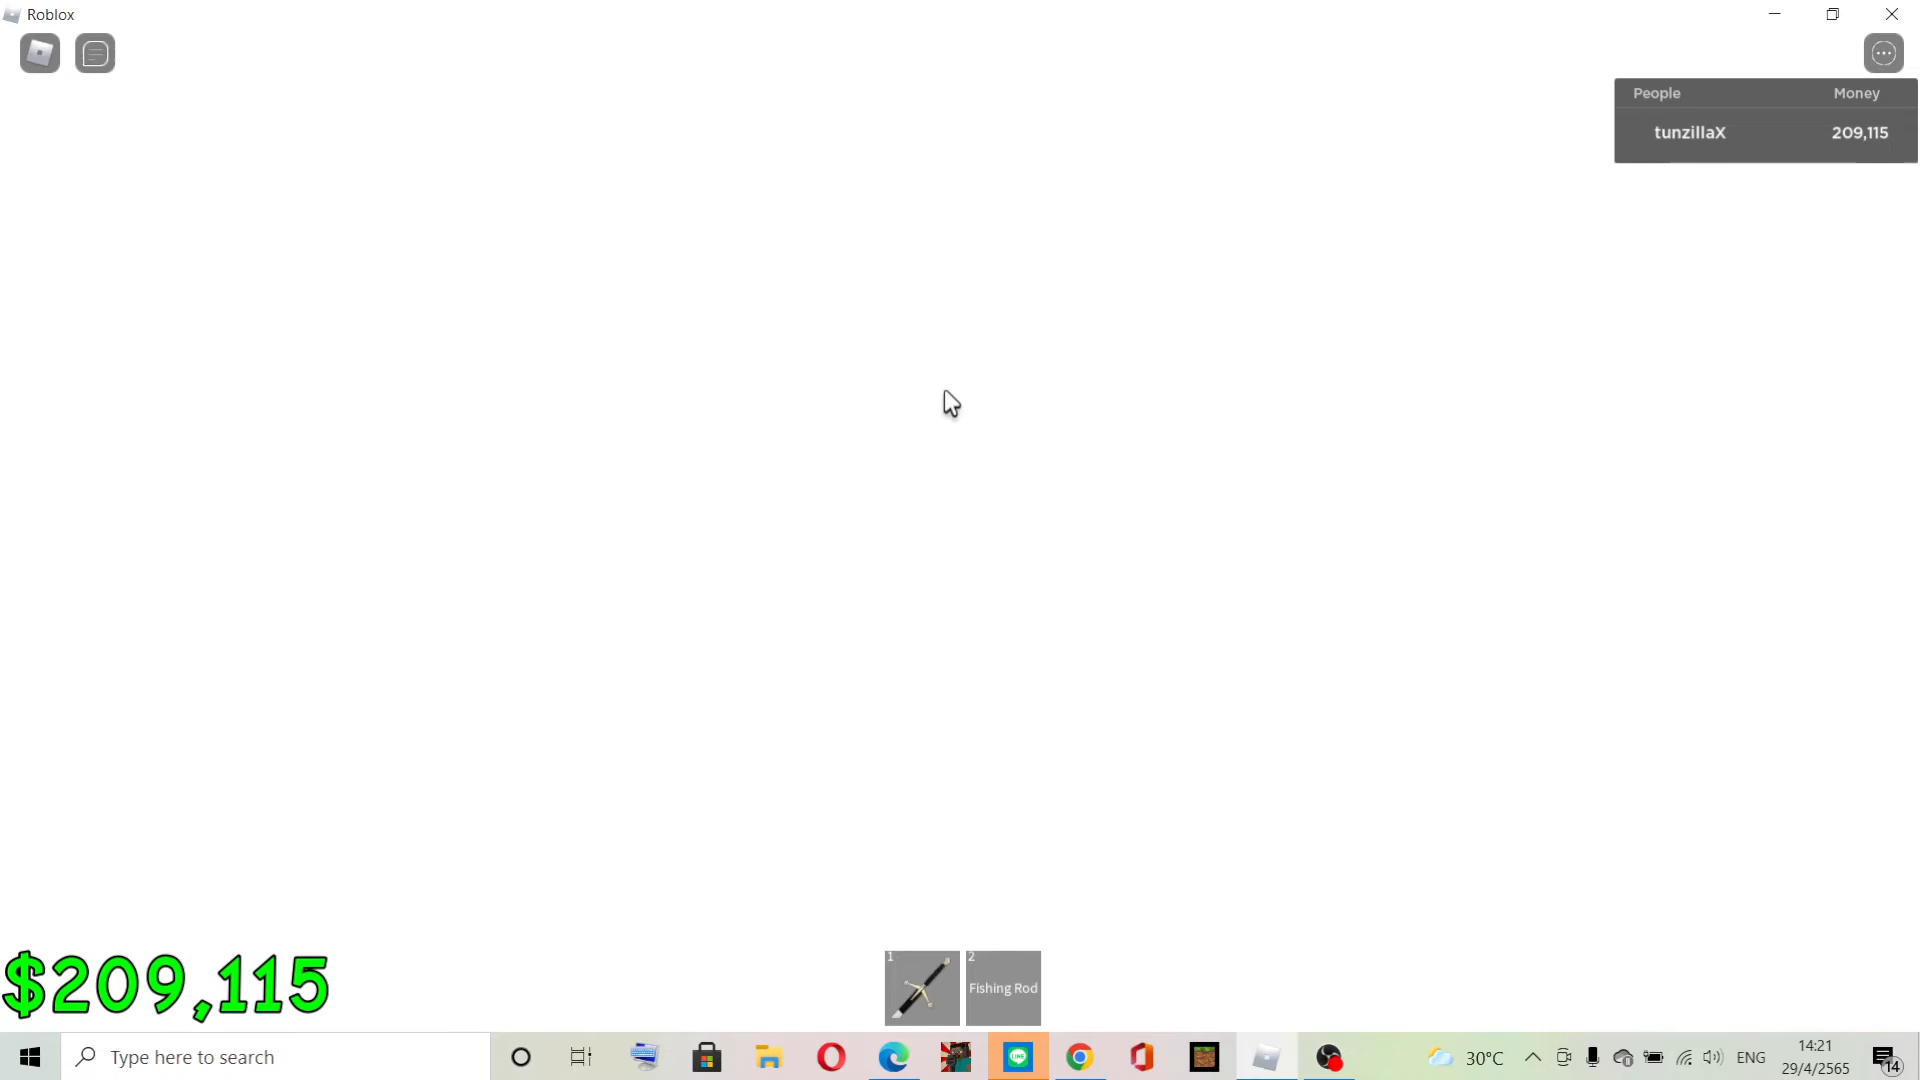 Roblox
People Money
tunzillaX 209,115
$209,115
1
2
Fishing Rod
Type here to search
LINE
30°C
ENG
14:21
29/4/2565
14